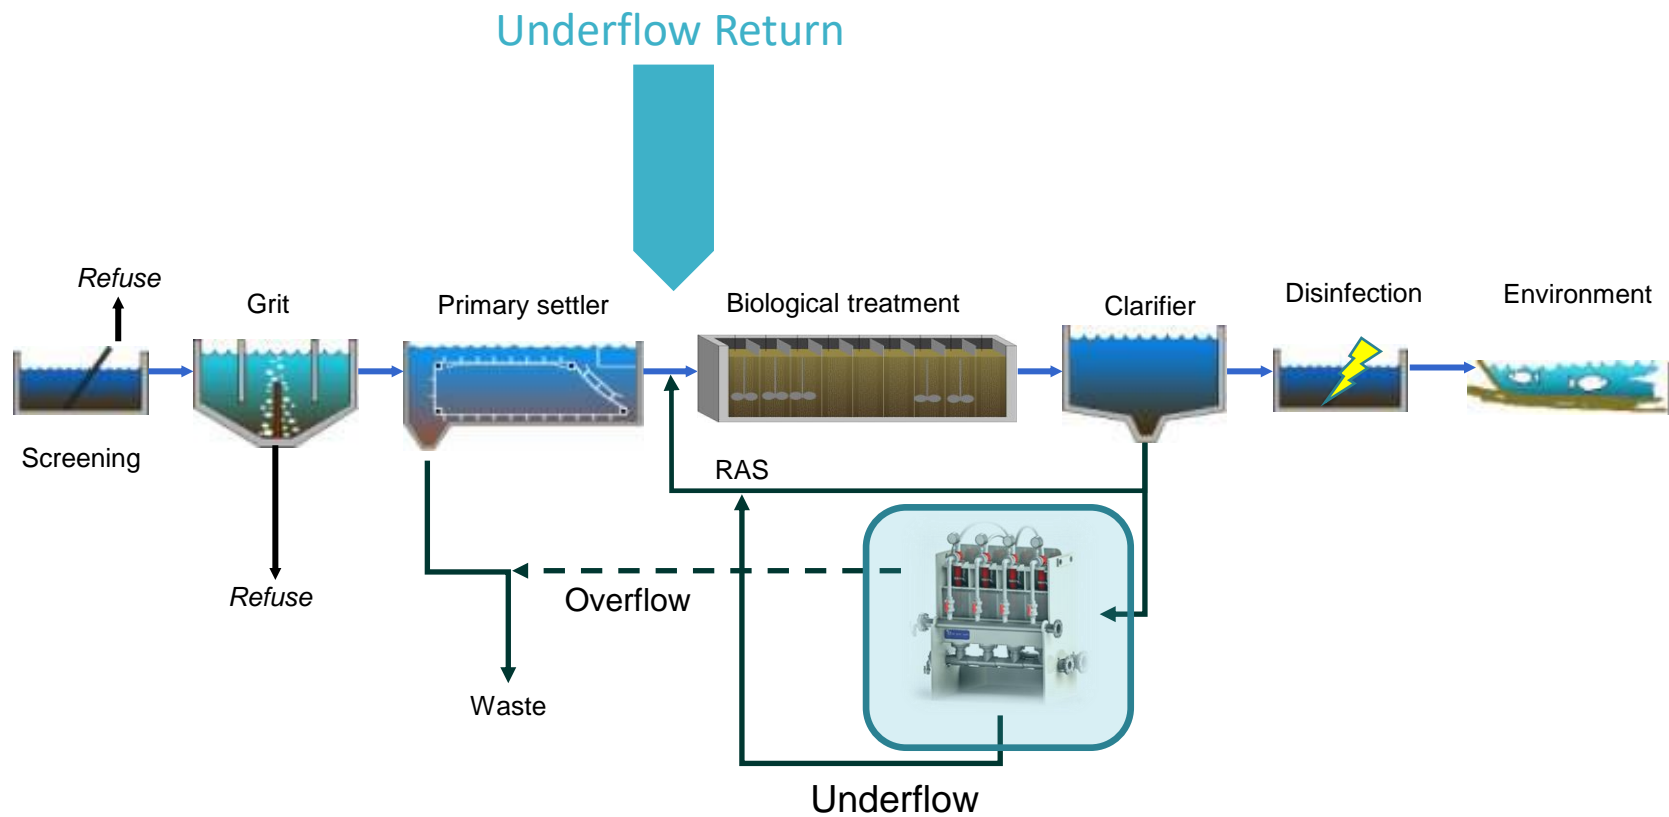 Underflow Return
Refuse
Grit
Primary settler
Biological treatment
Clarifier
Disinfection
Environment
Screening
RAS
Refuse
Overflow
Waste
Underflow